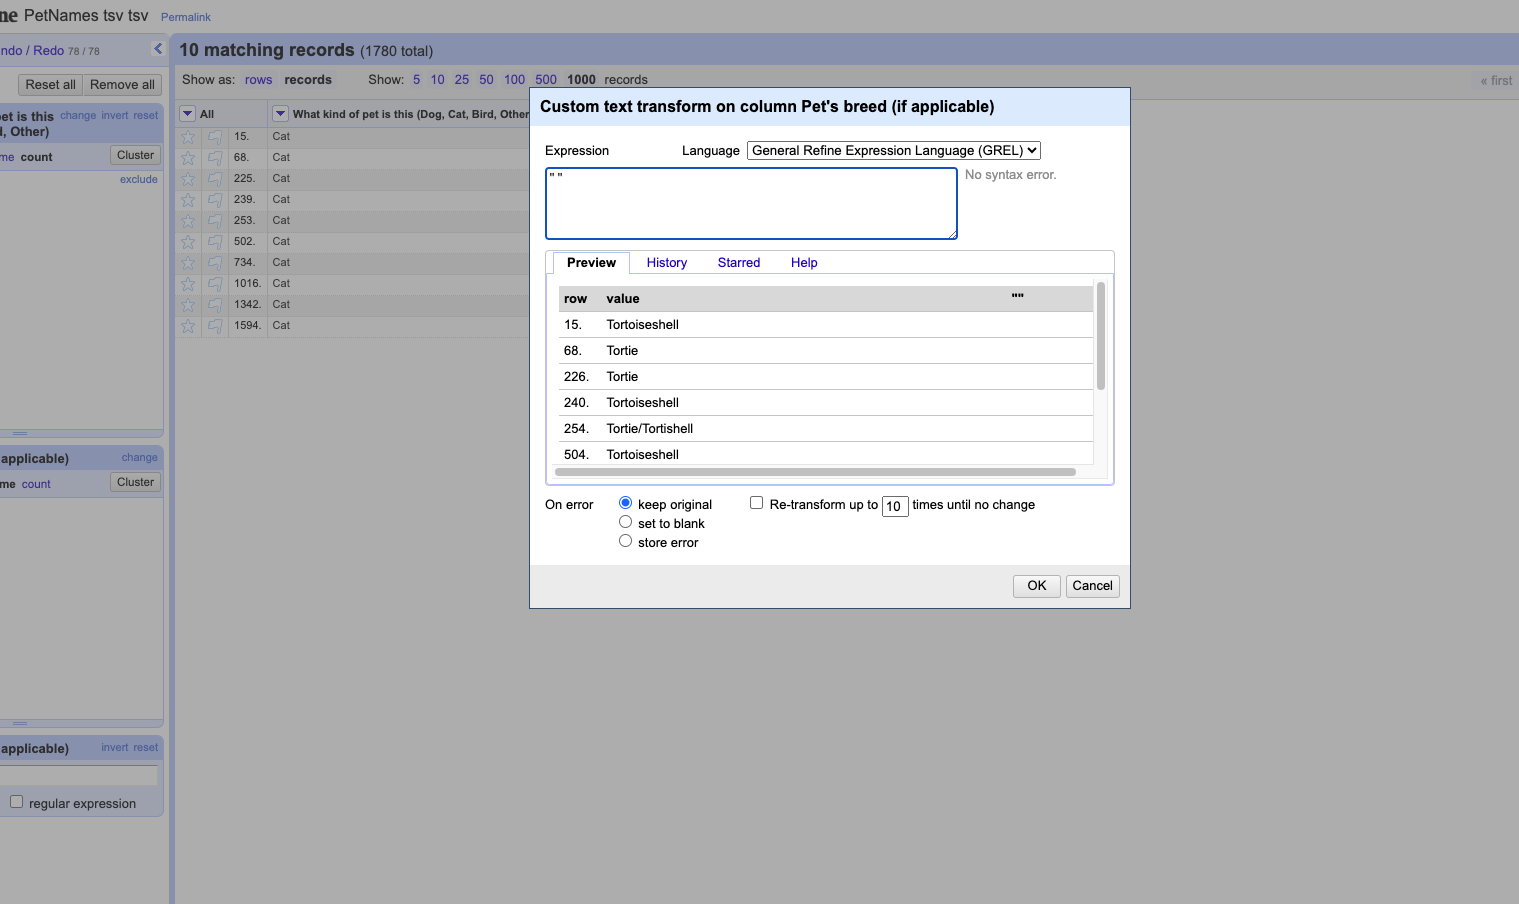 ne PetNames tsv tsv Permalink
ndo / Redo 78 / 78
10 matching records (1780 total)
Reset all Remove all
Show as: rows records Show: 5 10 25 50 100 500 1000 records
« first
et is this change invert reset
, Other)
me count Cluster
exclude
All What kind of pet is this (Dog, Cat, Bird, Other
15. Cat
68. Cat
225. Cat
239. Cat
253. Cat
502. Cat
734. Cat
1016. Cat
1342. Cat
1594. Cat
applicable) change
me count Cluster
applicable) invert reset
regular expression
Custom text transform on column Pet's breed (if applicable)
Expression Language General Refine Expression Language (GREL)
" "
No syntax error.
Preview History Starred Help
row value ""
15. Tortoiseshell
68. Tortie
226. Tortie
240. Tortoiseshell
254. Tortie/Tortishell
504. Tortoiseshell
On error keep original Re-transform up to 10 times until no change
set to blank
store error
OK Cancel